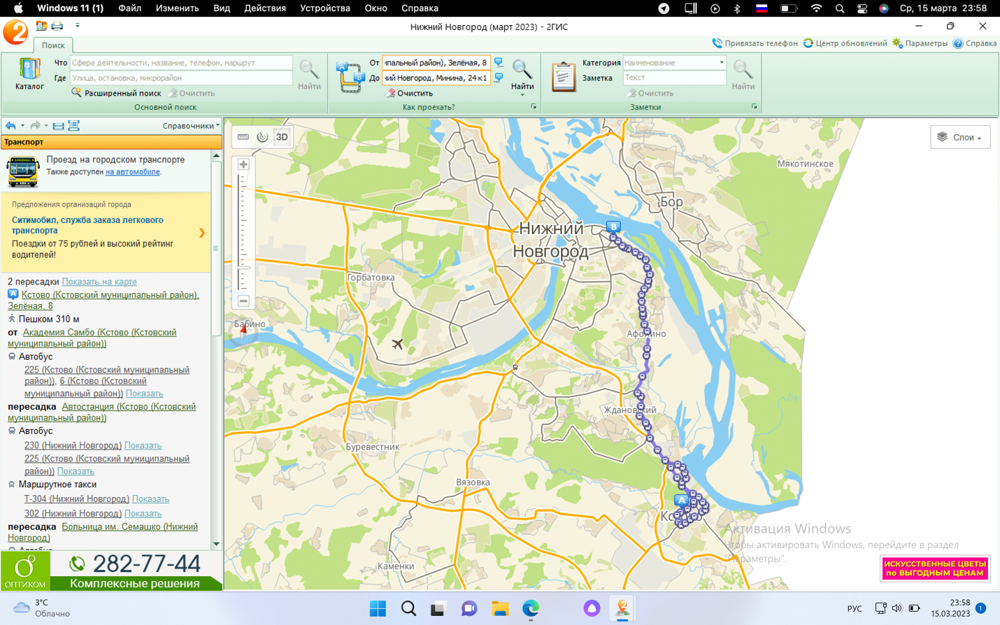 Windows 11 (1) Файл Изменить Вид Действия Устройства Окно Справка Ср, 15 марта 23:58
Нижний Новгород (март 2023) - 2ГИС
Поиск
Привязать телефон Центр обновлений Параметры Справка
Каталог
Что Сфера деятельности, название, телефон, маршрут
Где Улица, остановка, микрорайон
Расширенный поиск Очистить
Найти
Основной поиск
От ипальный район), Зелёная, 8
До ий Новгород, Минина, 24 к1
Очистить
Найти
Как проехать?
Категория Наименование
Заметка Текст
Очистить
Найти
Заметки
Справочники
Транспорт
Проезд на городском транспорте
Также доступен на автомобиле.
Предложения организаций города
Ситимобил, служба заказа легкового
транспорта
Поездки от 75 рублей и высокий рейтинг
водителей!
2 пересадки Показать на карте
A Кстово (Кстовский муниципальный район),
Зелёная, 8
Пешком 310 м
от Академия Самбо (Кстово (Кстовский
муниципальный район))
Автобус
225 (Кстово (Кстовский муниципальный
район)), 6 (Кстово (Кстовский
муниципальный район)) Показать
пересадка Автостанция (Кстово (Кстовский
муниципальный район))
Автобус
230 (Нижний Новгород) Показать
225 (Кстово (Кстовский муниципальный
район)) Показать
Маршрутное такси
Т-304 (Нижний Новгород) Показать
302 (Нижний Новгород) Показать
пересадка Больница им. Семашко (Нижний
Новгород)
ОПТИКОМ
282-77-44
Комплексные решения
3D
Слои
Мякотинское
Бор
Нижний
Новгород
B
Горбатовка
Бабино
Афонино
Ждановский
Буревестник
Вязовка
A
Каменки
Активация Windows
Чтобы активировать Windows, перейдите в раздел
"Параметры".
ИСКУССТВЕННЫЕ ЦВЕТЫ
по ВЫГОДНЫМ ЦЕНАМ
3°C
Облачно
РУС
23:58
15.03.2023
1